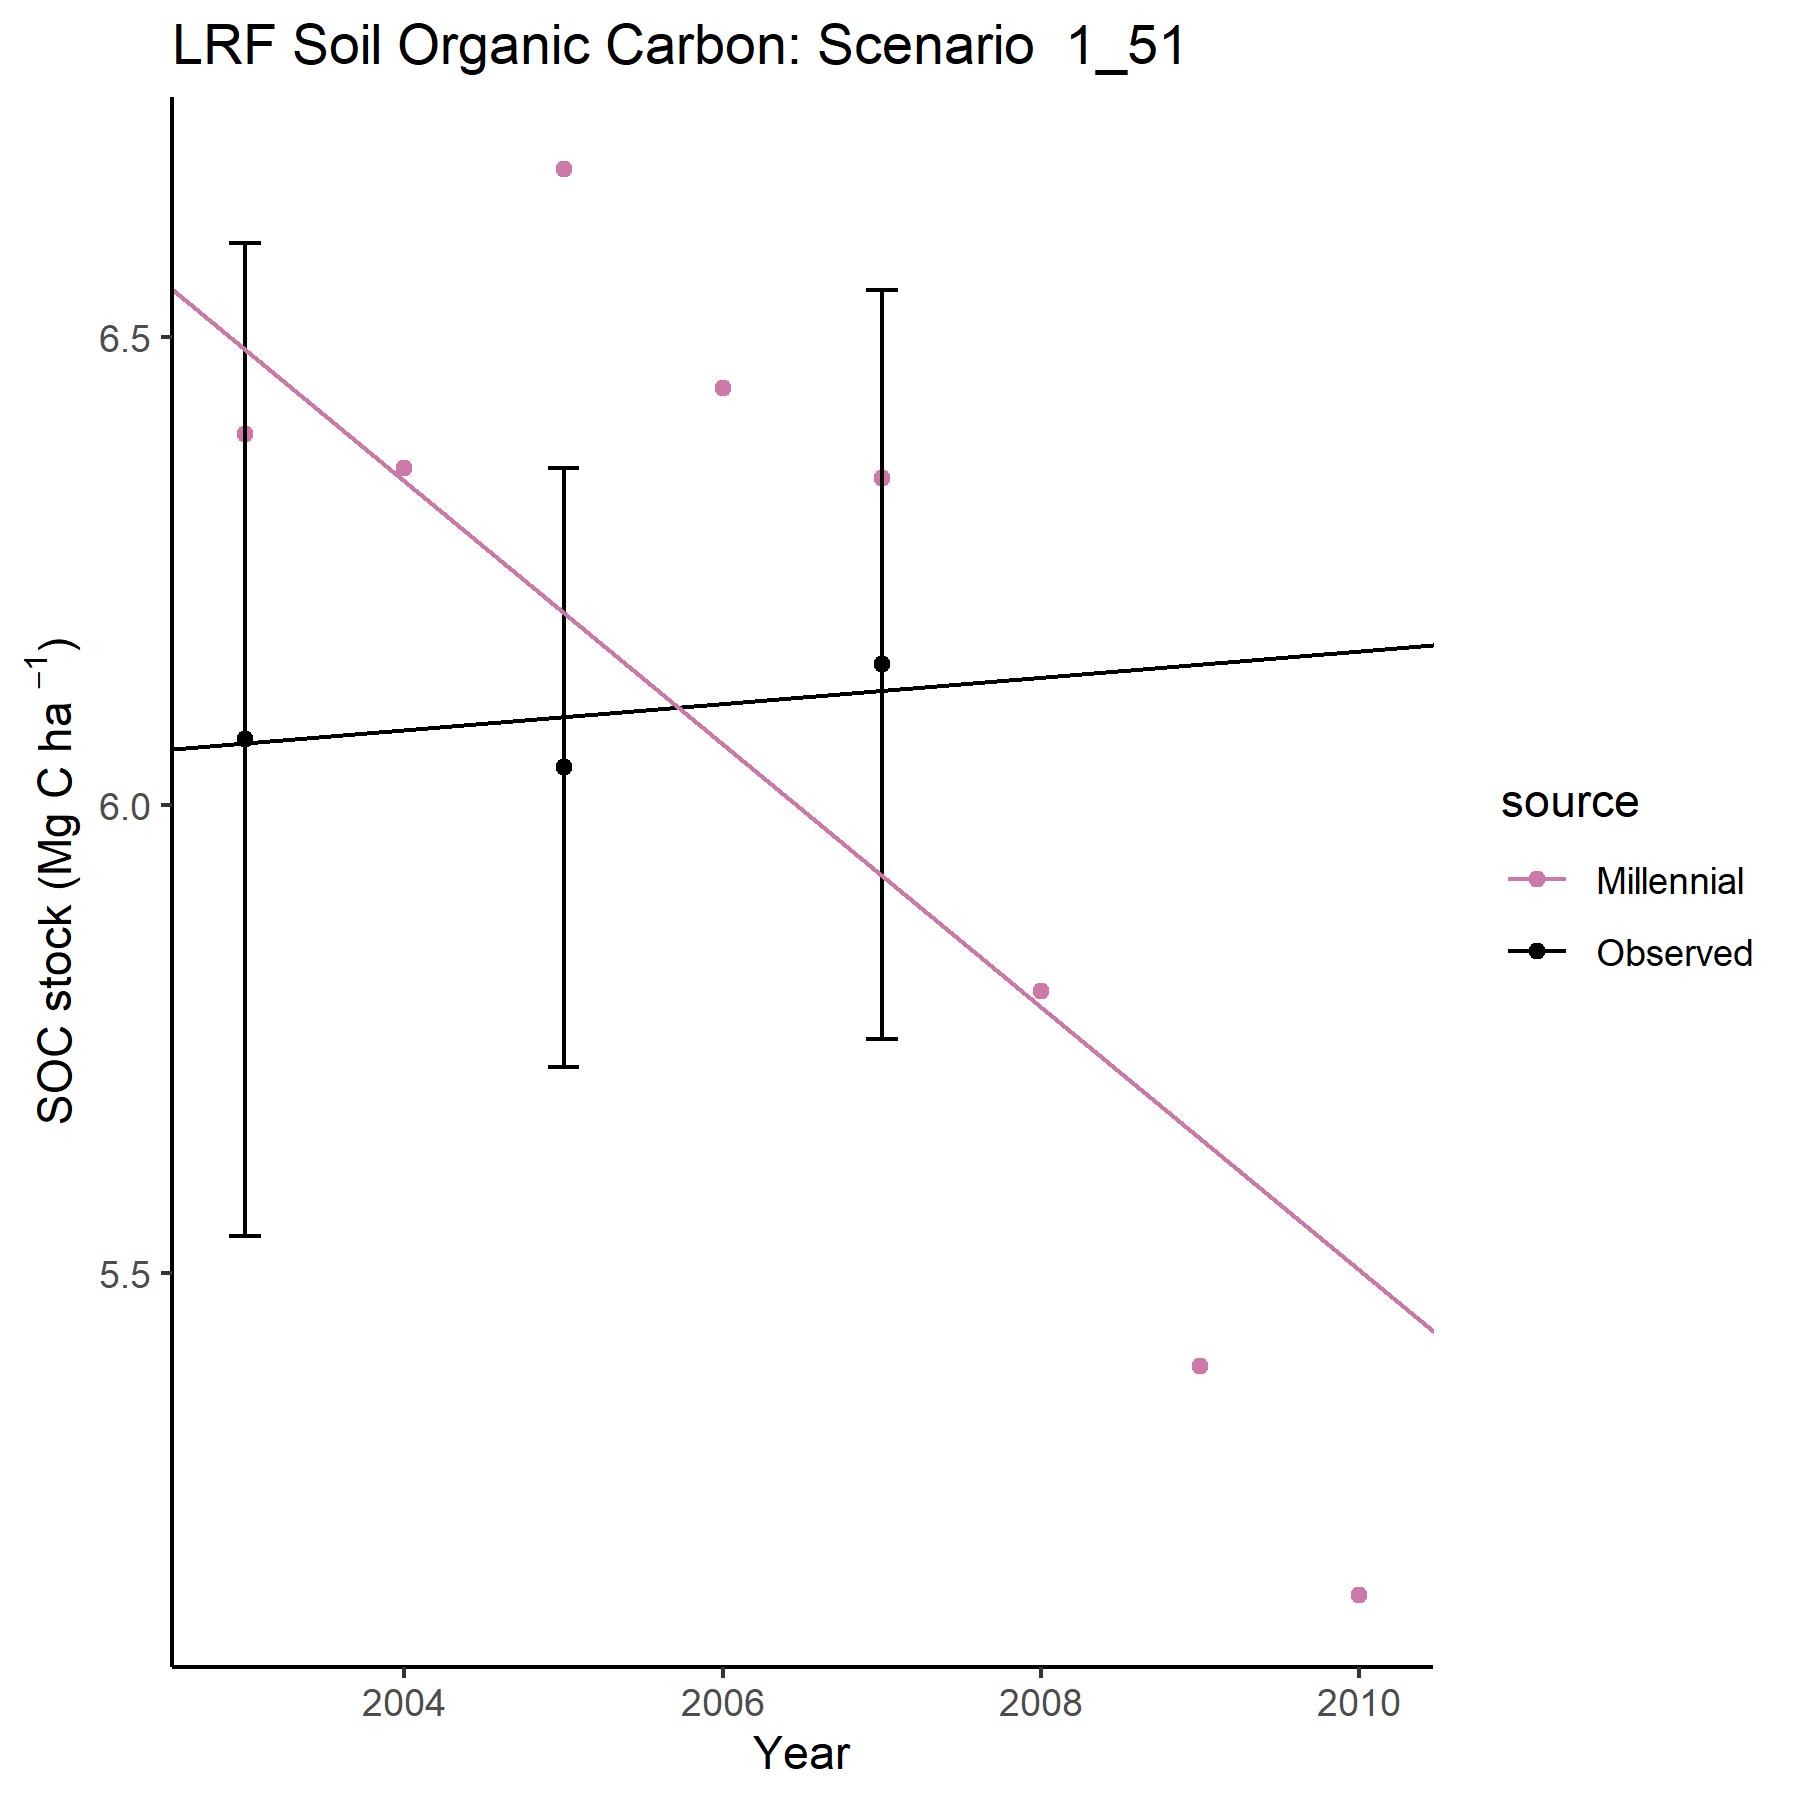 LRF Soil Organic Carbon: Scenario  1_51
SOC stock (Mg C ha ⁻¹)
6.5
6.0
5.5
2004
2006
2008
2010
Year
source
Millennial
Observed